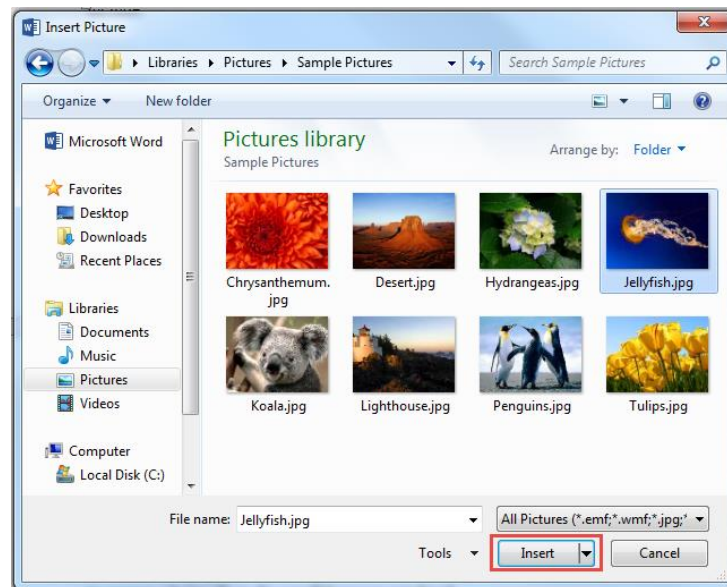 Insert Picture
Libraries Pictures Sample Pictures
Search Sample Pictures
Organize
New folder
Microsoft Word
Favorites
Desktop
Downloads
Recent Places
Libraries
Documents
Music
Pictures
Videos
Computer
Local Disk (C:)
Pictures library
Sample Pictures
Arrange by: Folder
Chrysanthemum.
jpg
Desert.jpg
Hydrangeas.jpg
Jellyfish.jpg
Koala.jpg
Lighthouse.jpg
Penguins.jpg
Tulips.jpg
File name: Jellyfish.jpg
All Pictures (*.emf;*.wmf;*.jpg;*
Tools
Insert
Cancel